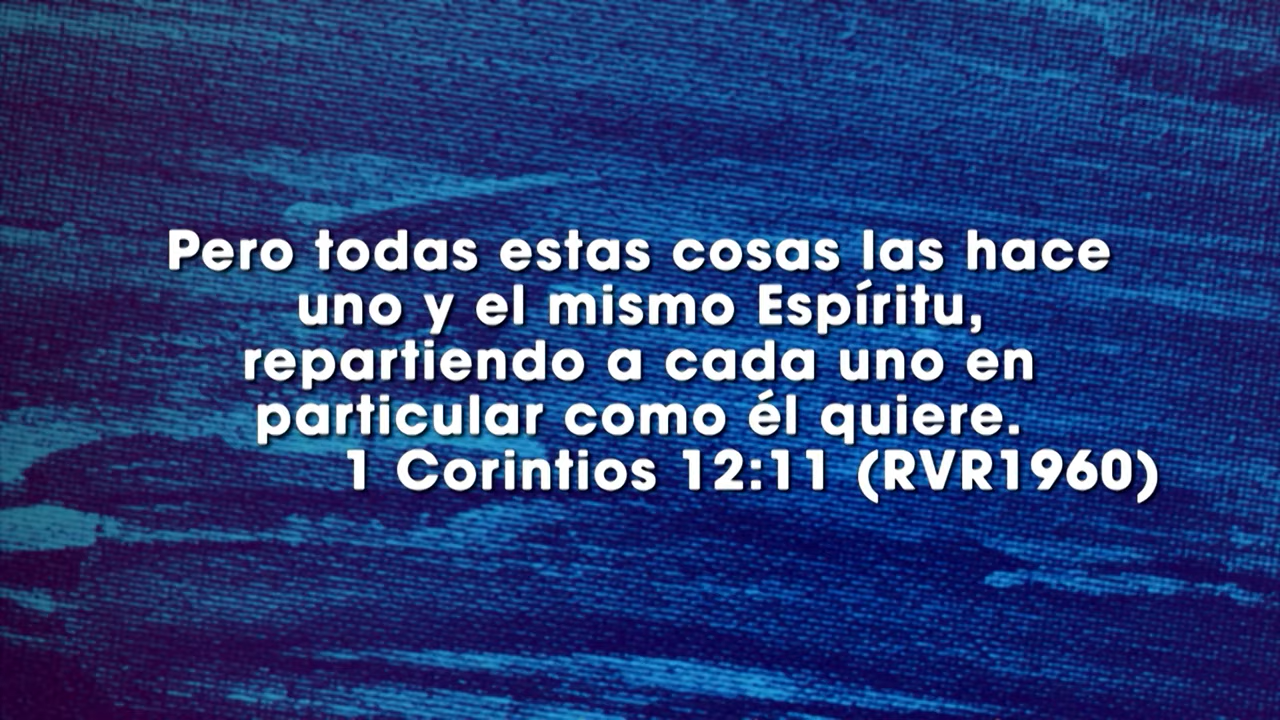 Pero todas estas cosas las hace
uno y el mismo Espíritu,
repartiendo a cada uno en
particular como él quiere.
1 Corintios 12:11 (RVR1960)